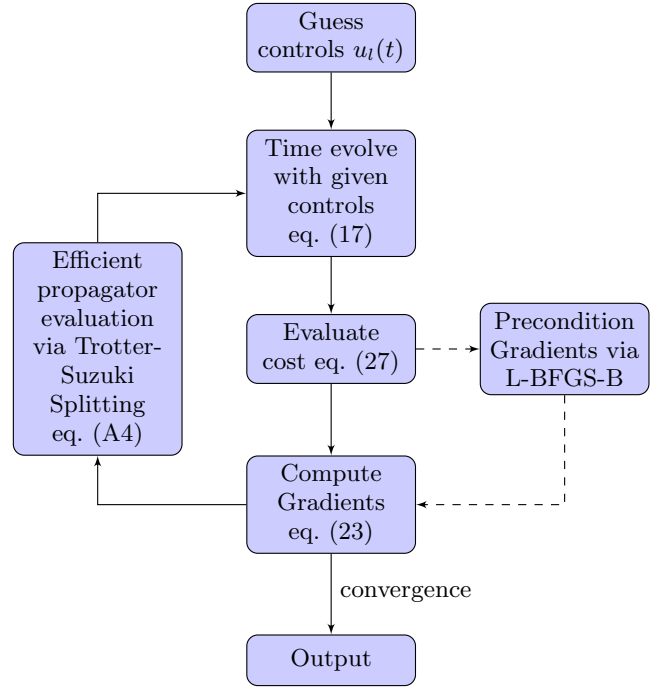 Guess
controls u_l(t)
Time evolve
with given
controls
eq. (17)
Efficient
propagator
evaluation
via Trotter-
Suzuki
Splitting
eq. (A4)
Evaluate
cost eq. (27)
Precondition
Gradients via
L-BFGS-B
Compute
Gradients
eq. (23)
convergence
Output